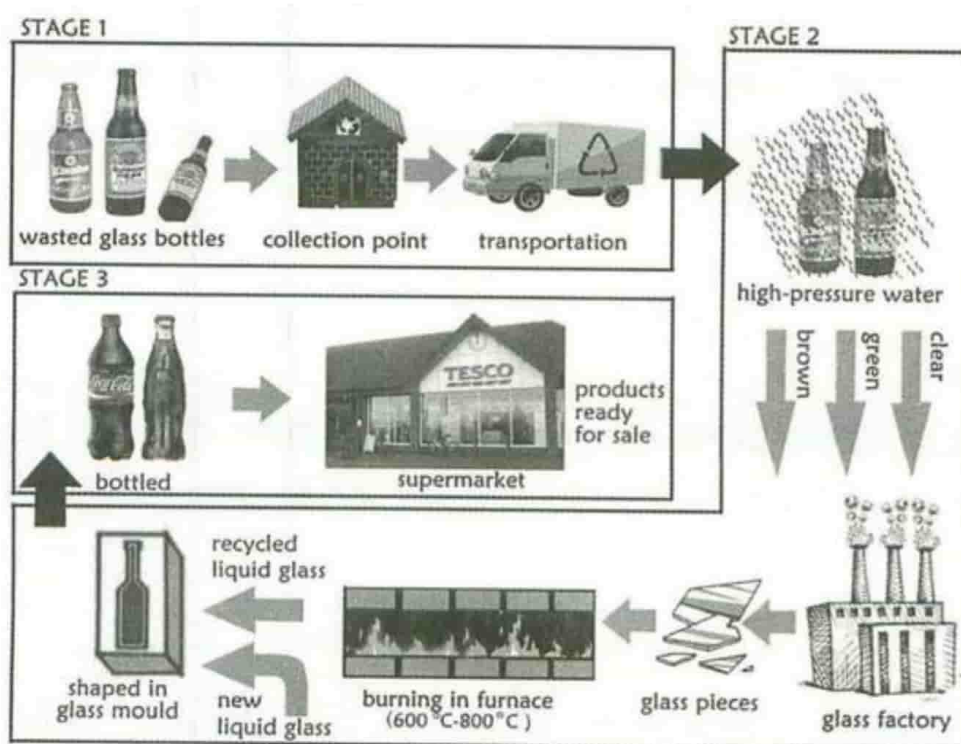 STAGE 1
wasted glass bottles
collection point
transportation
STAGE 2
high-pressure water
brown
green
clear
glass factory
glass pieces
burning in furnace
(600°C-800°C)
recycled
liquid glass
new
liquid glass
shaped in
glass mould
STAGE 3
Coca-Cola
bottled
TESCO
supermarket
products
ready
for sale